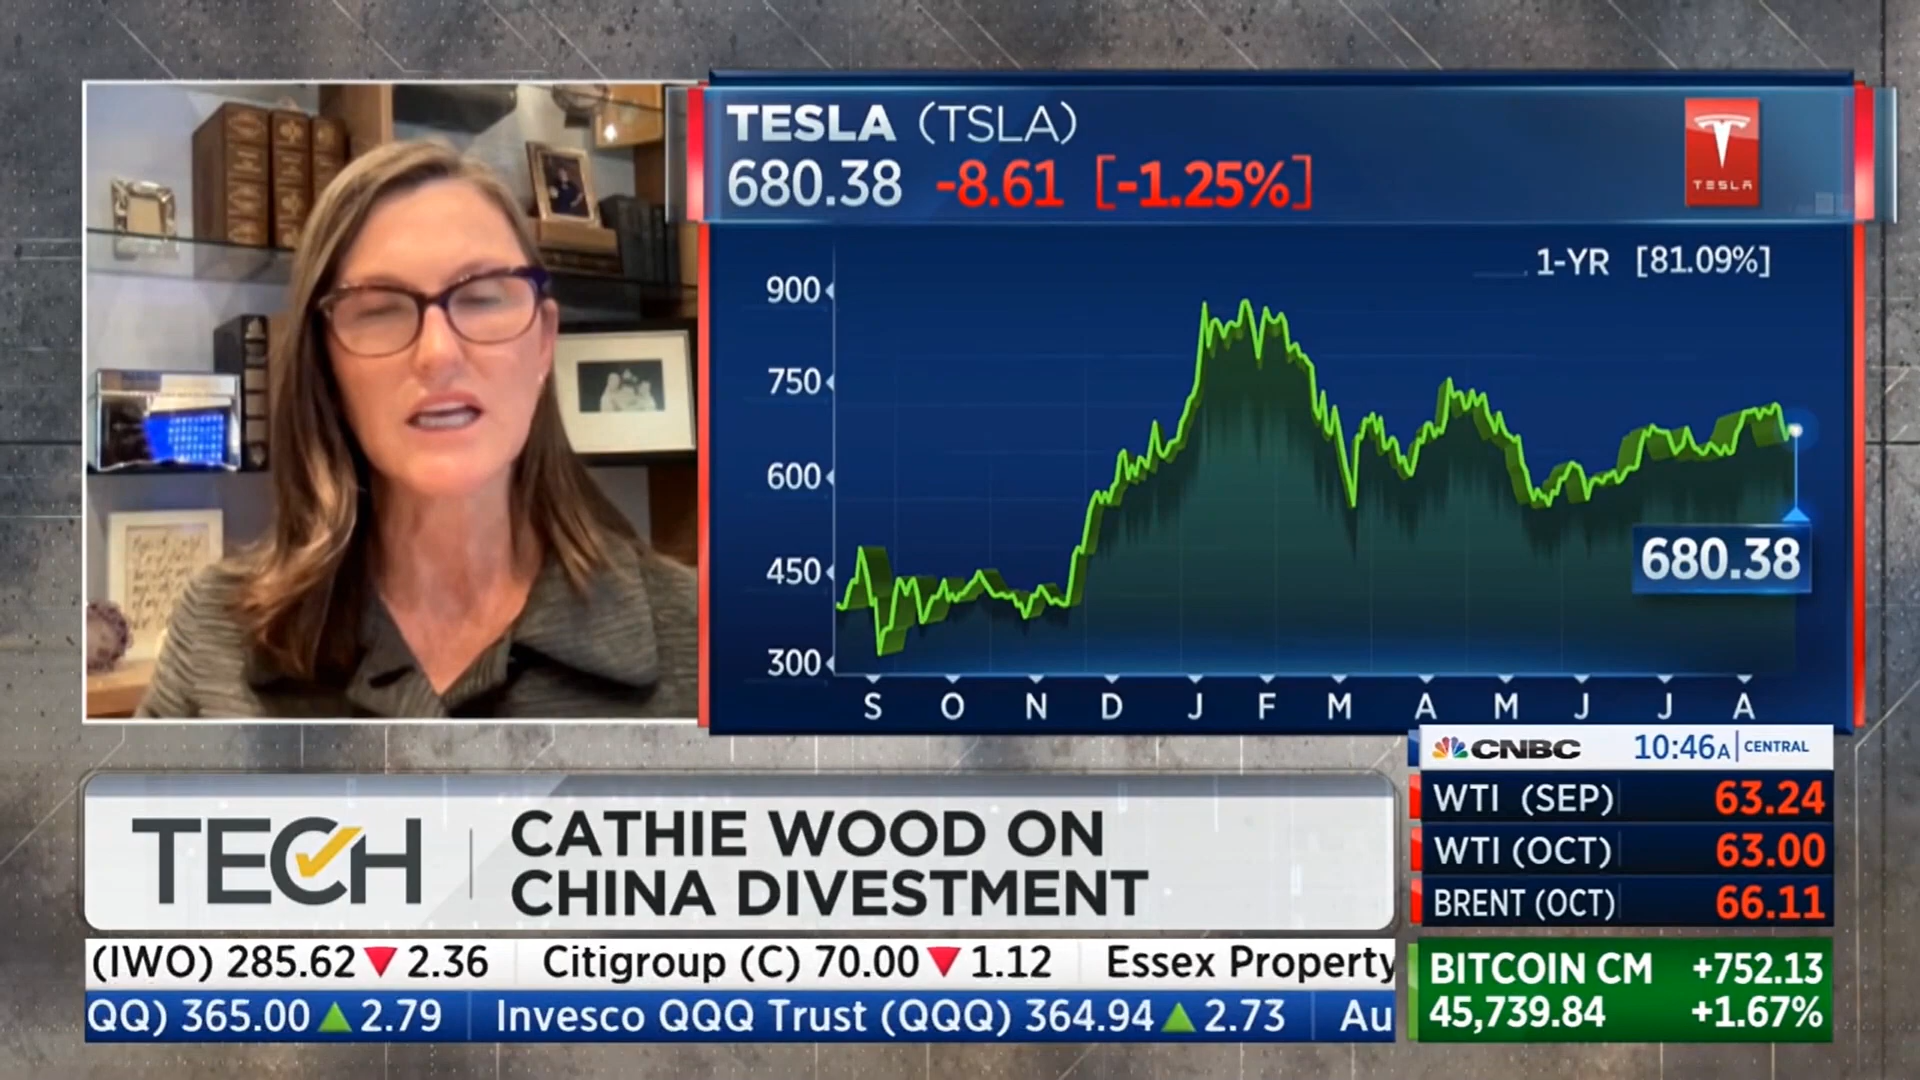 TESLA (TSLA)
680.38 -8.61 [-1.25%]
TESLA
1-YR [81.09%]
900
750
600
450
300
680.38
S O N D J F M A M J J A
CNBC 10:46A CENTRAL
WTI (SEP) 63.24
WTI (OCT) 63.00
BRENT (OCT) 66.11
TECH
CATHIE WOOD ON
CHINA DIVESTMENT
(IWO) 285.62 ▼ 2.36 Citigroup (C) 70.00 ▼ 1.12 Essex Property
QQ) 365.00 ▲ 2.79 Invesco QQQ Trust (QQQ) 364.94 ▲ 2.73 Au
BITCOIN CM +752.13
45,739.84 +1.67%